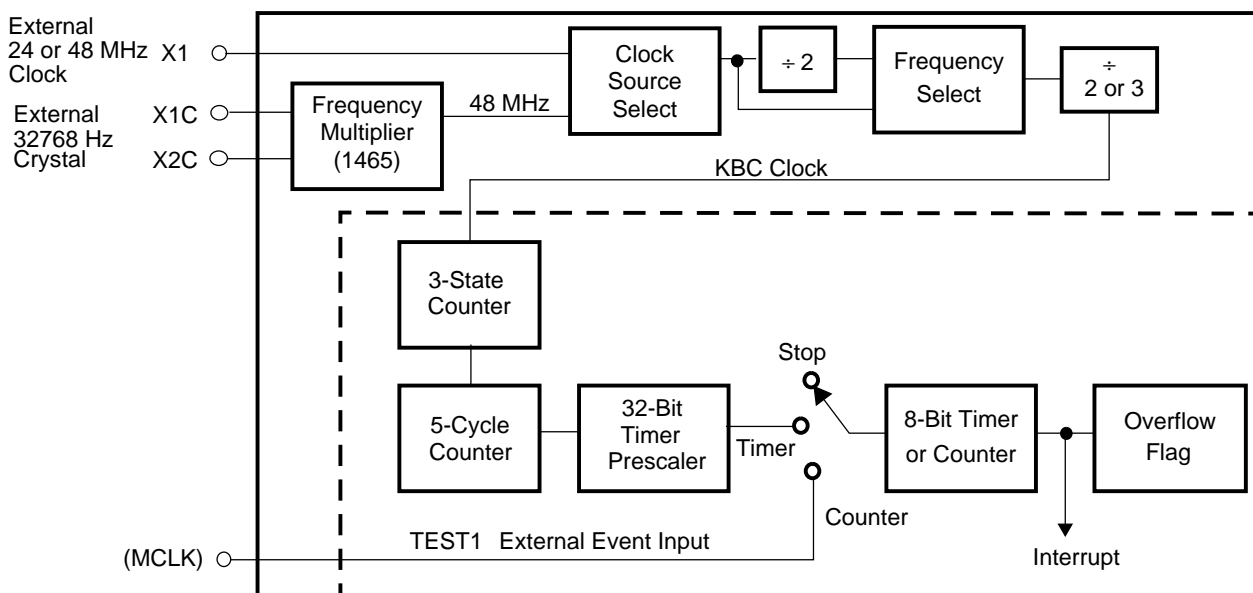 External
24 or 48 MHz
Clock
X1
External
32768 Hz
Crystal
X1C
X2C
Frequency
Multiplier
(1465)
48 MHz
Clock
Source
Select
÷ 2
Frequency
Select
÷
2 or 3
KBC Clock
3-State
Counter
5-Cycle
Counter
32-Bit
Timer
Prescaler
Stop
Timer
Counter
8-Bit Timer
or Counter
Overflow
Flag
Interrupt
(MCLK)
TEST1 External Event Input